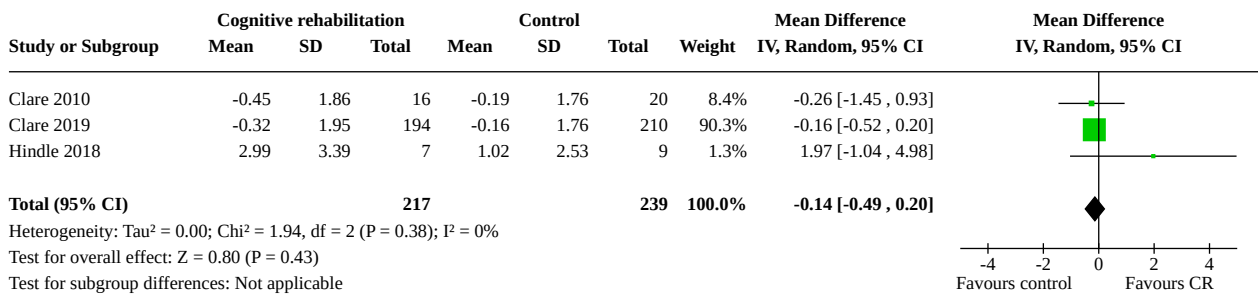 Cognitive rehabilitation Control Mean Difference Mean Difference
Study or Subgroup Mean SD Total Mean SD Total Weight IV, Random, 95% CI IV, Random, 95% CI
Clare 2010 -0.45 1.86 16 -0.19 1.76 20 8.4% -0.26 [-1.45 , 0.93]
Clare 2019 -0.32 1.95 194 -0.16 1.76 210 90.3% -0.16 [-0.52 , 0.20]
Hindle 2018 2.99 3.39 7 1.02 2.53 9 1.3% 1.97 [-1.04 , 4.98]
Total (95% CI) 217 239 100.0% -0.14 [-0.49 , 0.20]
Heterogeneity: Tau² = 0.00; Chi² = 1.94, df = 2 (P = 0.38); I² = 0%
Test for overall effect: Z = 0.80 (P = 0.43)
-4 -2 0 2 4
Test for subgroup differences: Not applicable
Favours control Favours CR